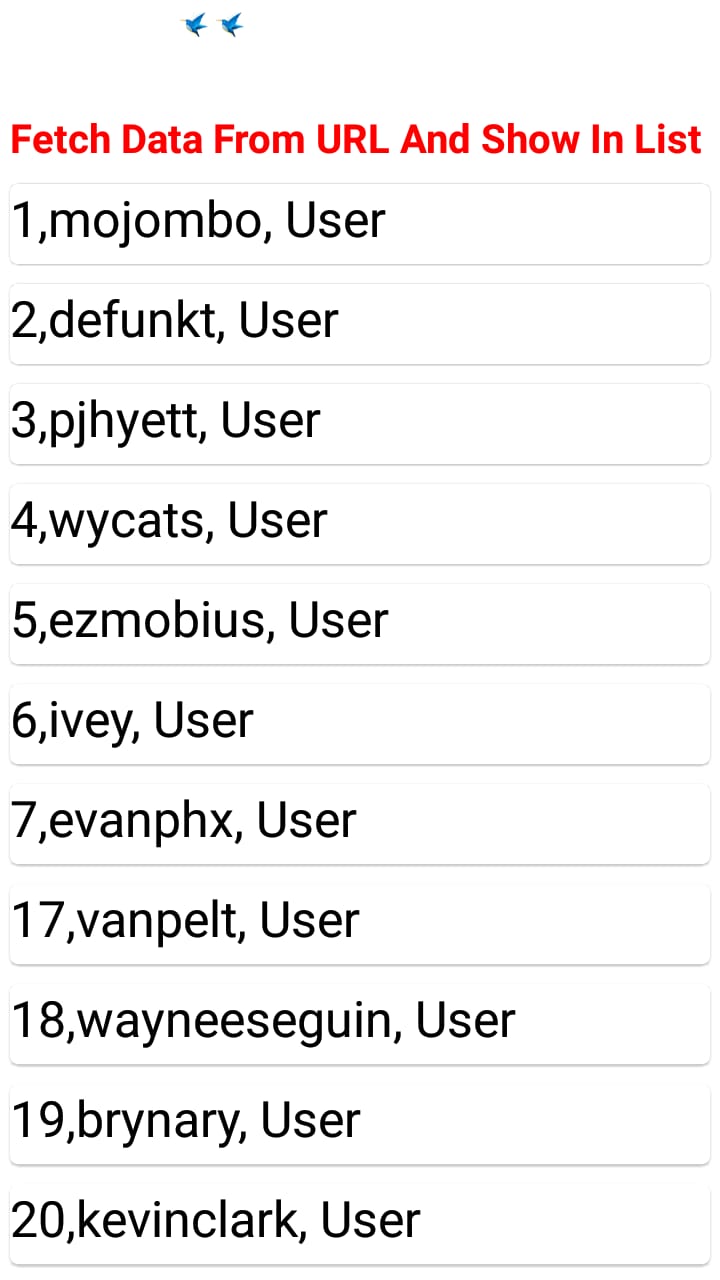 Fetch Data From URL And Show In List
1,mojombo, User
2,defunkt, User
3,pjhyett, User
4,wycats, User
5,ezmobius, User
6,ivey, User
7,evanphx, User
17,vanpelt, User
18,wayneeseguin, User
19,brynary, User
20,kevinclark, User